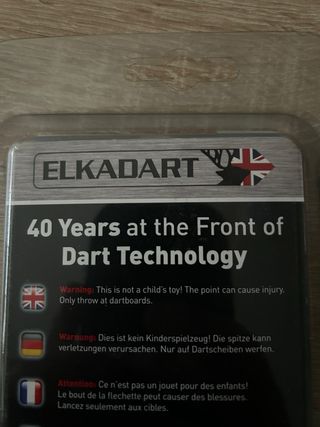 ELKADART
40 Years at the Front of
Dart Technology
Warning: This is not a child's toy! The point can cause injury.
Only throw at dartboards.
Warnung: Dies ist kein Kinderspielzeug! Die spitze kann
verletzungen verursachen. Nur auf Dartscheiben werfen.
Attention: Ce n'est pas un jouet pour des enfants!
Le bout de la flechette peut causer des blessures.
Lancez seulement aux cibles.